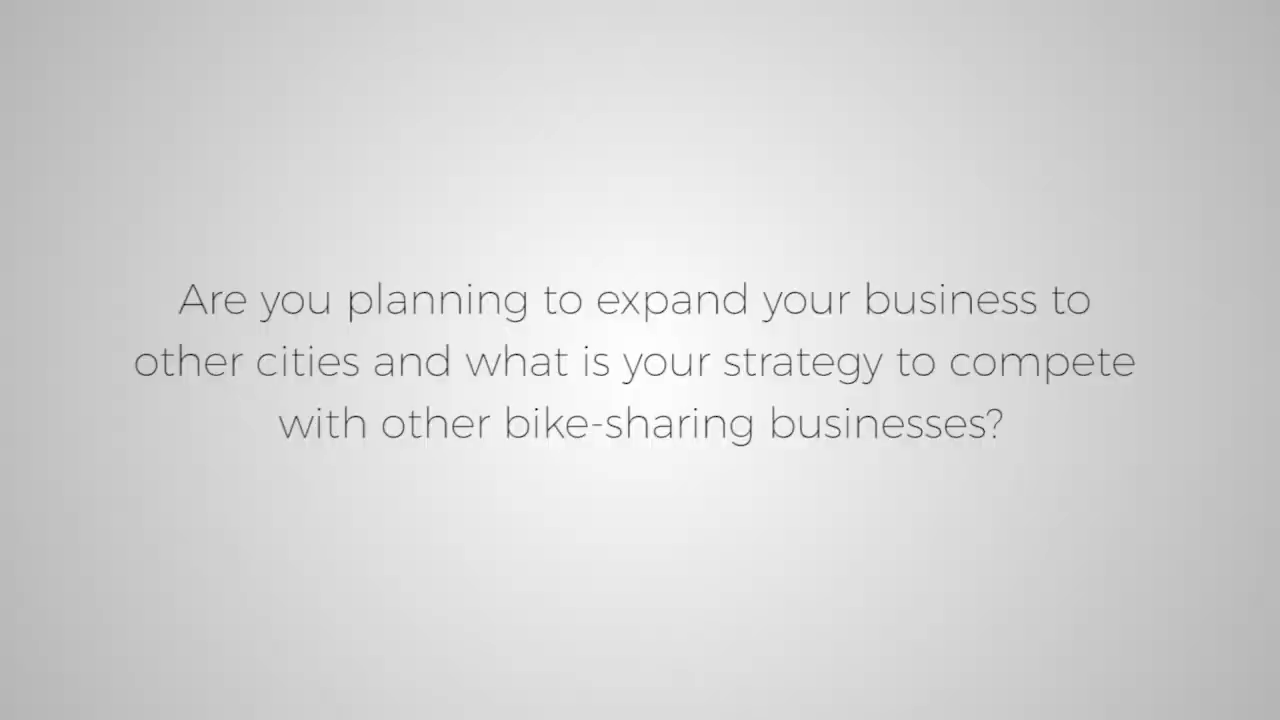 Are you planning to expand your business to
other cities and what is your strategy to compete
with other bike-sharing businesses?